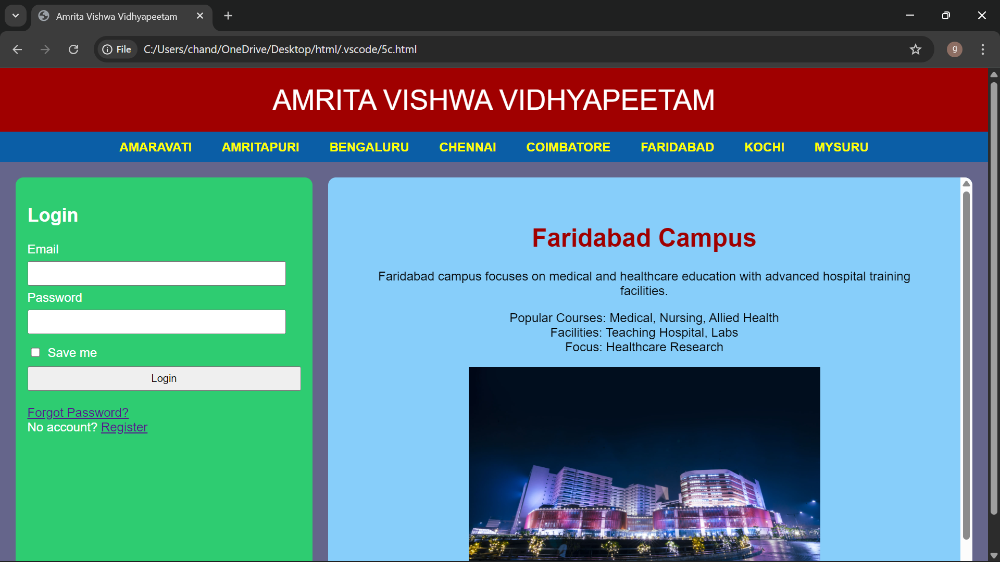 Amrita Vishwa Vidhyapeetam
File C:/Users/chand/OneDrive/Desktop/html/.vscode/5c.html
g
AMRITA VISHWA VIDHYAPEETAM
AMARAVATI AMRITAPURI BENGALURU CHENNAI COIMBATORE FARIDABAD KOCHI MYSURU
Login
Email
Password
Save me
Login
Forgot Password?
No account? Register
Faridabad Campus
Faridabad campus focuses on medical and healthcare education with advanced hospital training
facilities.
Popular Courses: Medical, Nursing, Allied Health
Facilities: Teaching Hospital, Labs
Focus: Healthcare Research